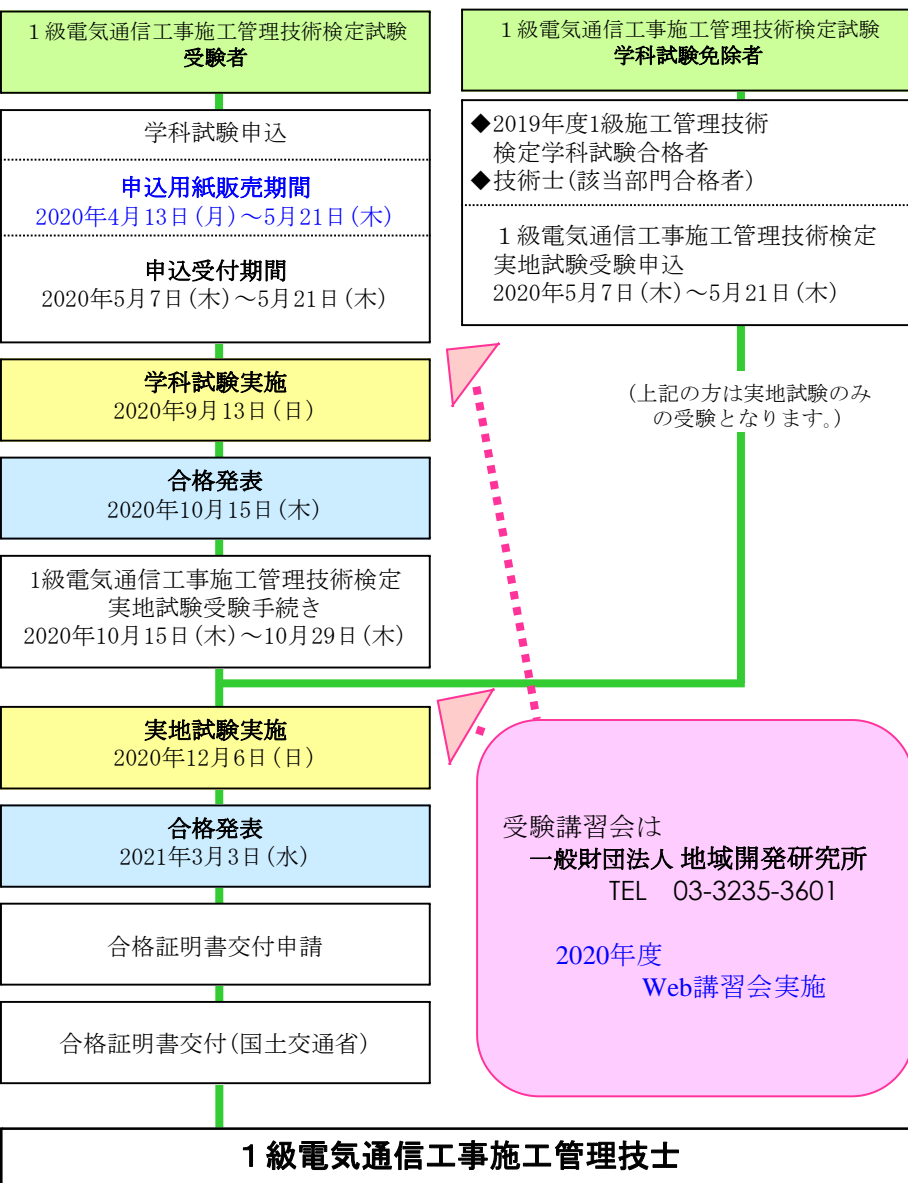 １級電気通信工事施工管理技術検定試験
受験者
学科試験申込
申込用紙販売期間
2020年4月13日(月)～5月21日(木)
申込受付期間
2020年5月7日(木)～5月21日(木)
学科試験実施
2020年9月13日(日)
合格発表
2020年10月15日(木)
1級電気通信工事施工管理技術検定
実地試験受験手続き
2020年10月15日(木)～10月29日(木)
実地試験実施
2020年12月6日(日)
合格発表
2021年3月3日(水)
合格証明書交付申請
合格証明書交付(国土交通省)
１級電気通信工事施工管理技術検定試験
学科試験免除者
◆2019年度1級施工管理技術
検定学科試験合格者
◆技術士(該当部門合格者)
１級電気通信工事施工管理技術検定
実地試験受験申込
2020年5月7日(木)～5月21日(木)
(上記の方は実地試験のみ
の受験となります。)
受験講習会は
一般財団法人 地域開発研究所
TEL　03-3235-3601
2020年度
Web講習会実施
１級電気通信工事施工管理技士